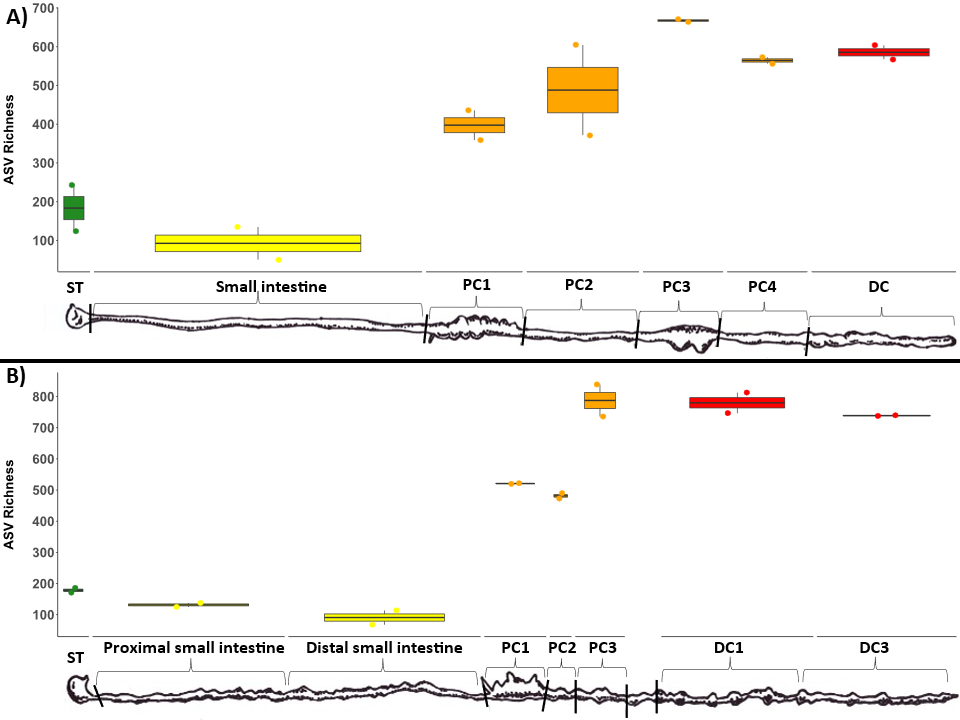 A)
ASV Richness
700
600
500
400
300
200
100
ST Small intestine PC1 PC2 PC3 PC4 DC
B)
ASV Richness
800
700
600
500
400
300
200
100
ST Proximal small intestine Distal small intestine PC1 PC2 PC3 DC1 DC3